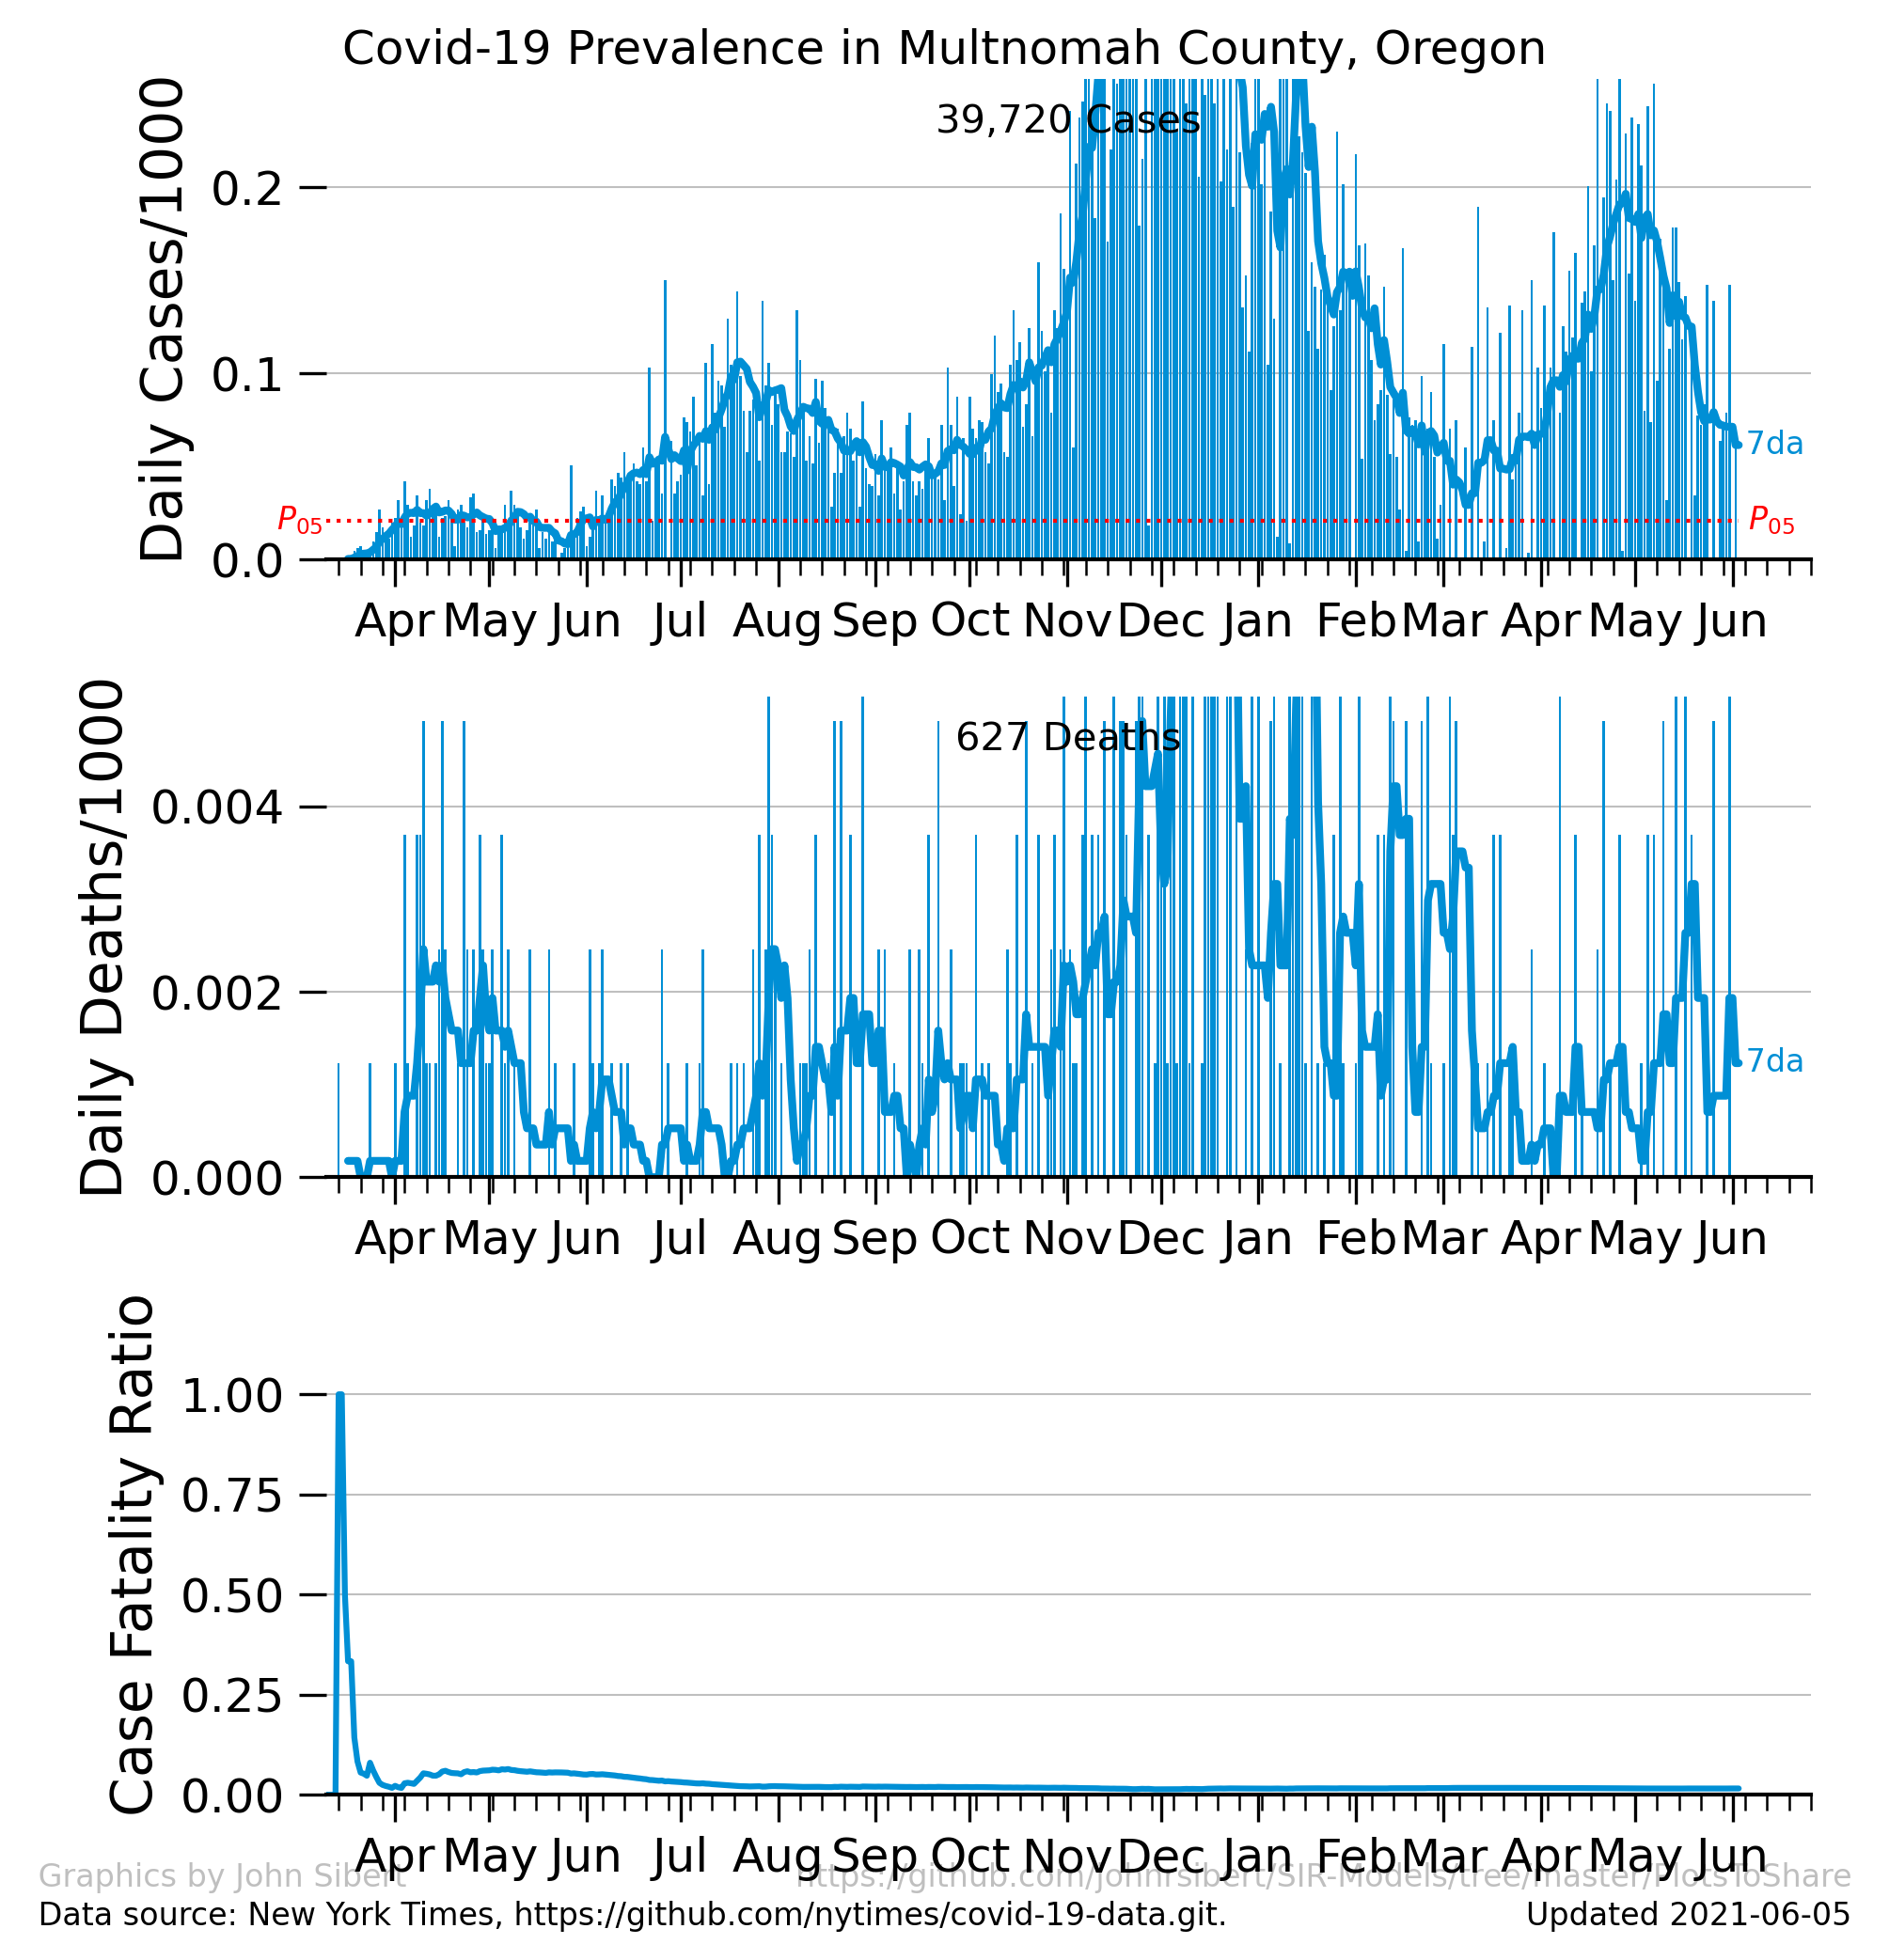 Covid-19 Prevalence in Multnomah County, Oregon
39,720 Cases
Daily Cases/1000
0.2
0.1
0.0
7da
P05
P05
Apr May Jun Jul Aug Sep Oct Nov Dec Jan Feb Mar Apr May Jun
627 Deaths
Daily Deaths/1000
0.004
0.002
0.000
7da
Apr May Jun Jul Aug Sep Oct Nov Dec Jan Feb Mar Apr May Jun
Case Fatality Ratio
1.00
0.75
0.50
0.25
0.00
Apr May Jun Jul Aug Sep Oct Nov Dec Jan Feb Mar Apr May Jun
Graphics by John Sibert
https://github.com/johnrsibert/SIR-Models/tree/master/PlotsToShare
Data source: New York Times, https://github.com/nytimes/covid-19-data.git.
Updated 2021-06-05